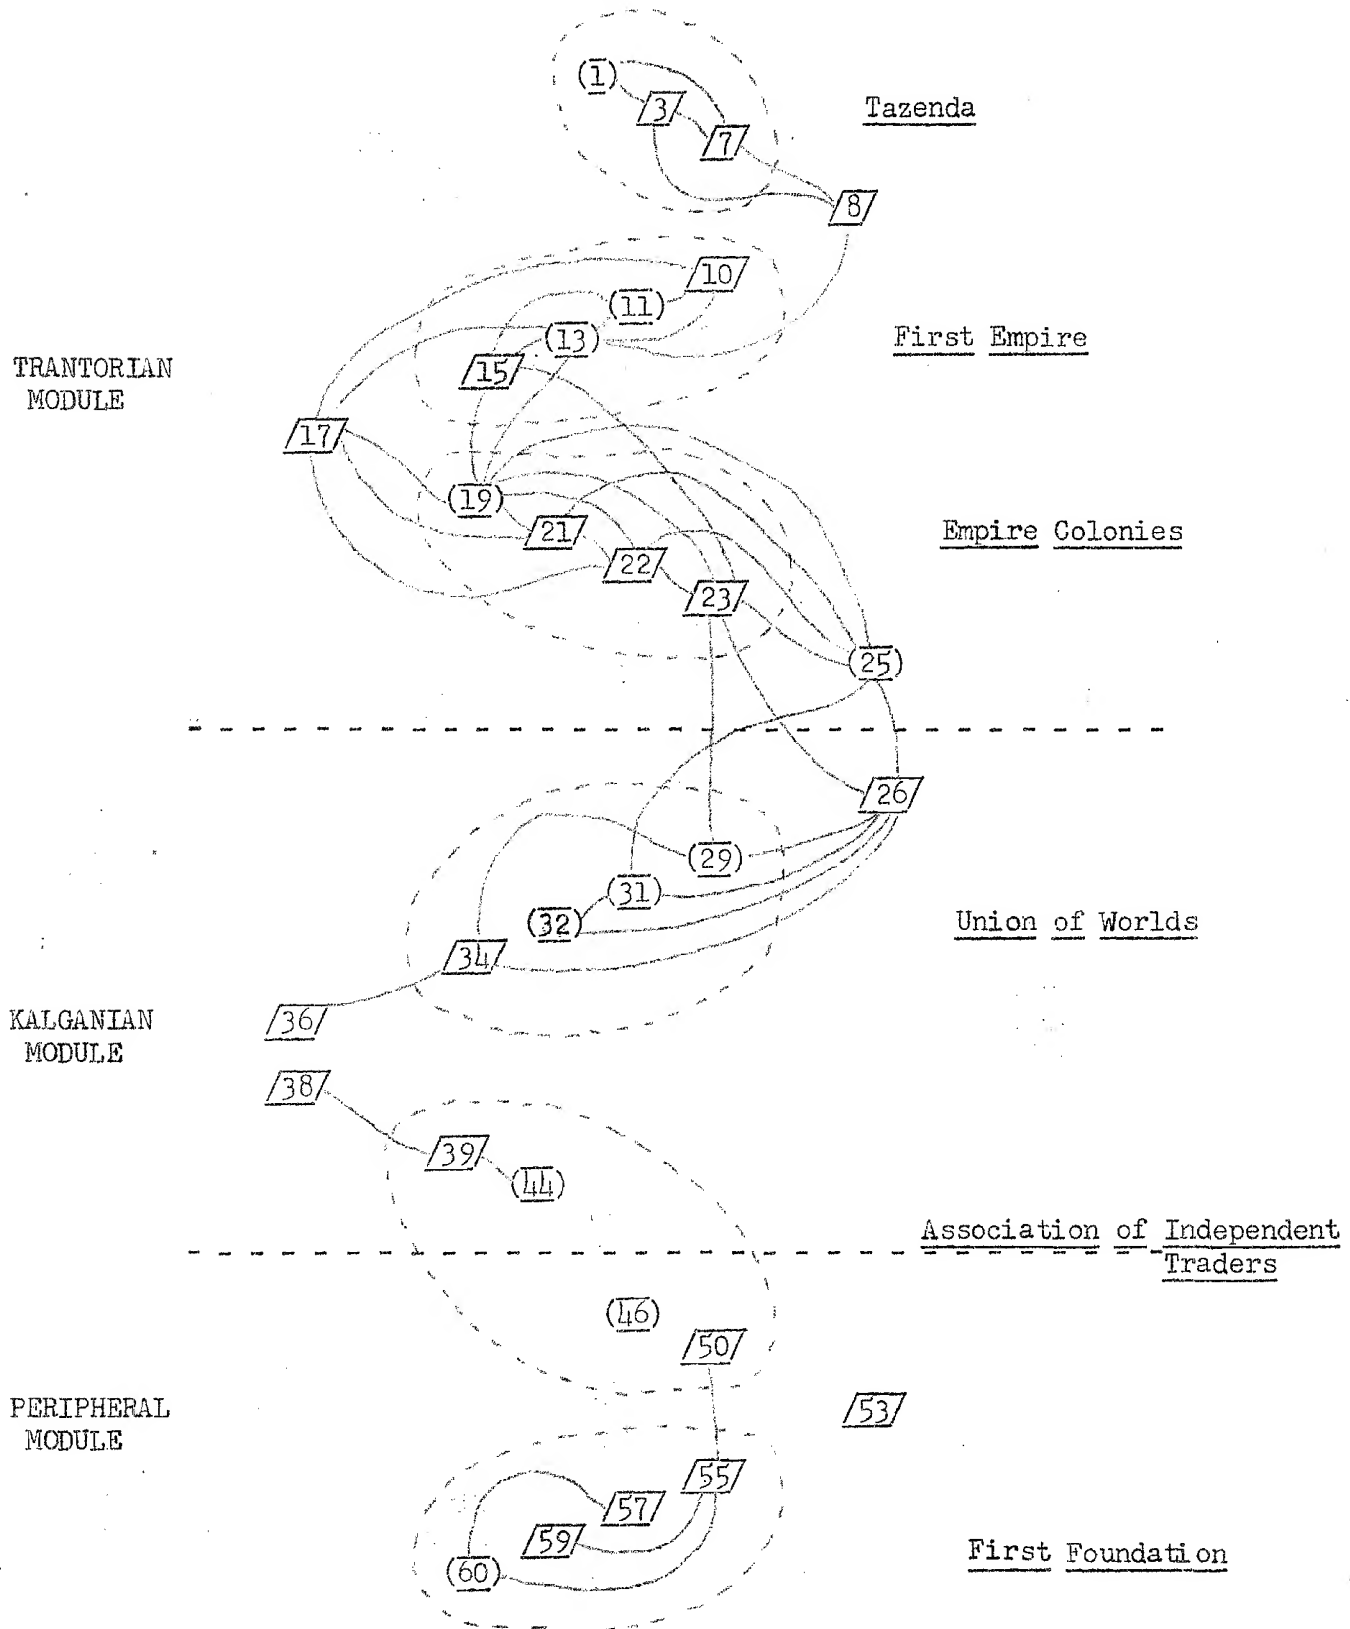 (1)
/3/
Tazenda
/7/
/8/
/10/
(11)
(13)
First Empire
TRANTORIAN
MODULE
/15/
/17/
(19)
/21/
Empire Colonies
/22/
/23/
(25)
/26/
(29)
(31)
(32)
Union of Worlds
/34/
/36/
KALGANIAN
MODULE
/38/
/39/
(44)
Association of Independent
Traders
(46)
/50/
/53/
PERIPHERAL
MODULE
/55/
/57/
/59/
First Foundation
(60)